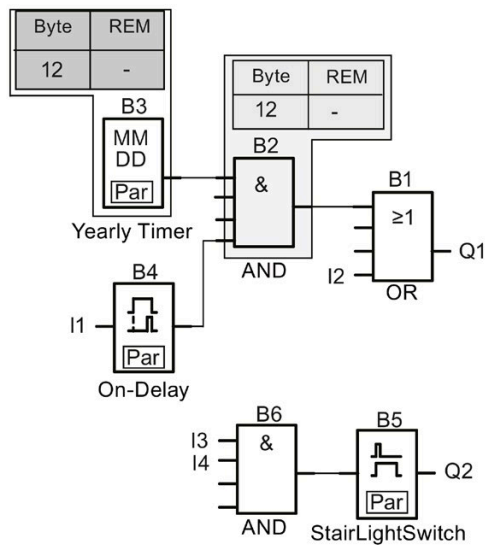 Byte REM
12 -
B3
MM
DD
Par
Yearly Timer
Byte REM
12 -
B2
&
AND
B1
≥1
I2
Q1
OR
B4
I1
Par
On-Delay
B6
I3
&
I4
AND
B5
Q2
Par
StairLightSwitch